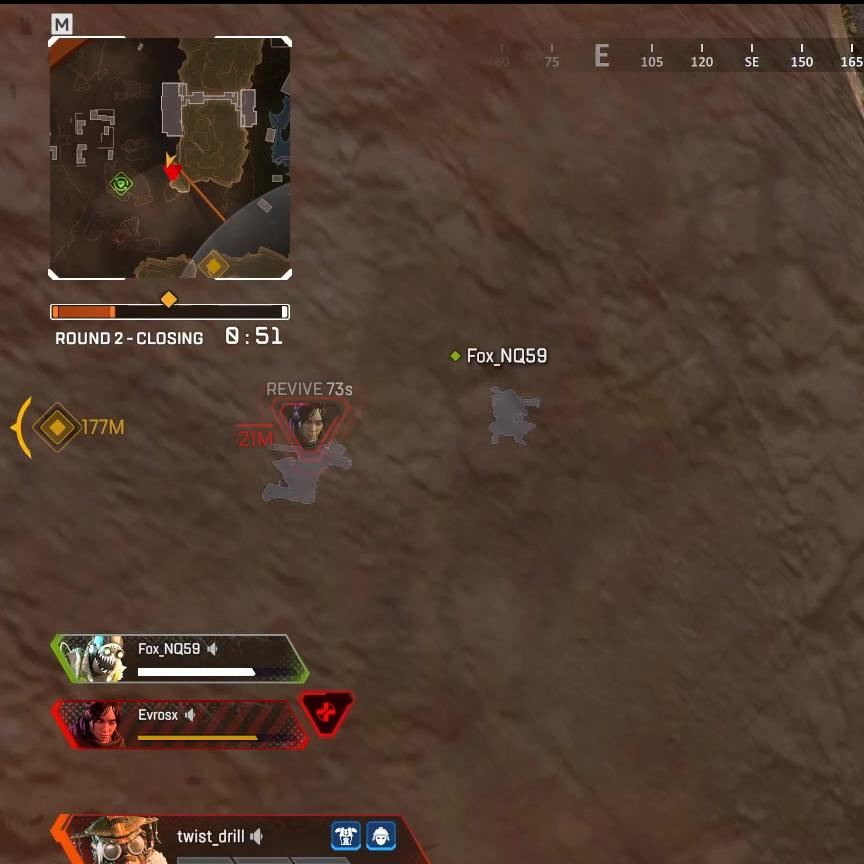 M
60 75 E 105 120 SE 150 165
ROUND 2 - CLOSING 0:51
Fox_NQ59
REVIVE 73s
177M
21M
Fox_NQ59
Evrosx
twist_drill